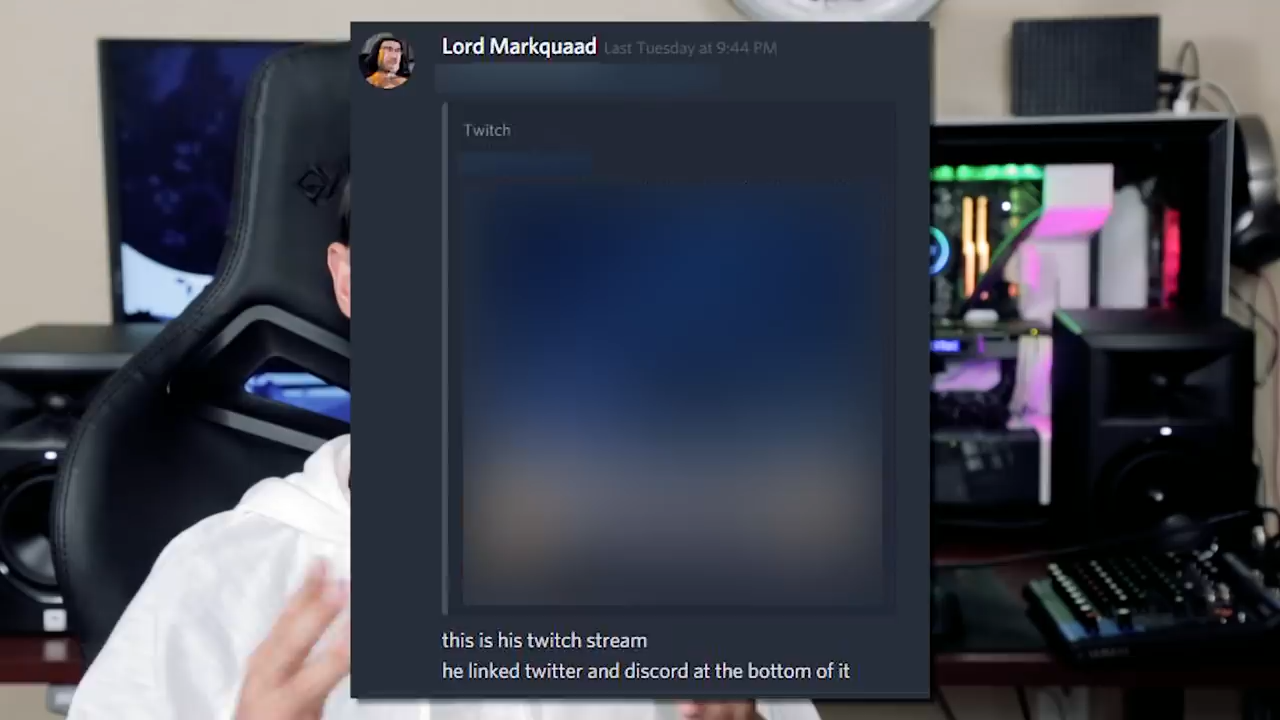 Lord Markquaad Last Tuesday at 9:44 PM
Twitch
this is his twitch stream
he linked twitter and discord at the bottom of it